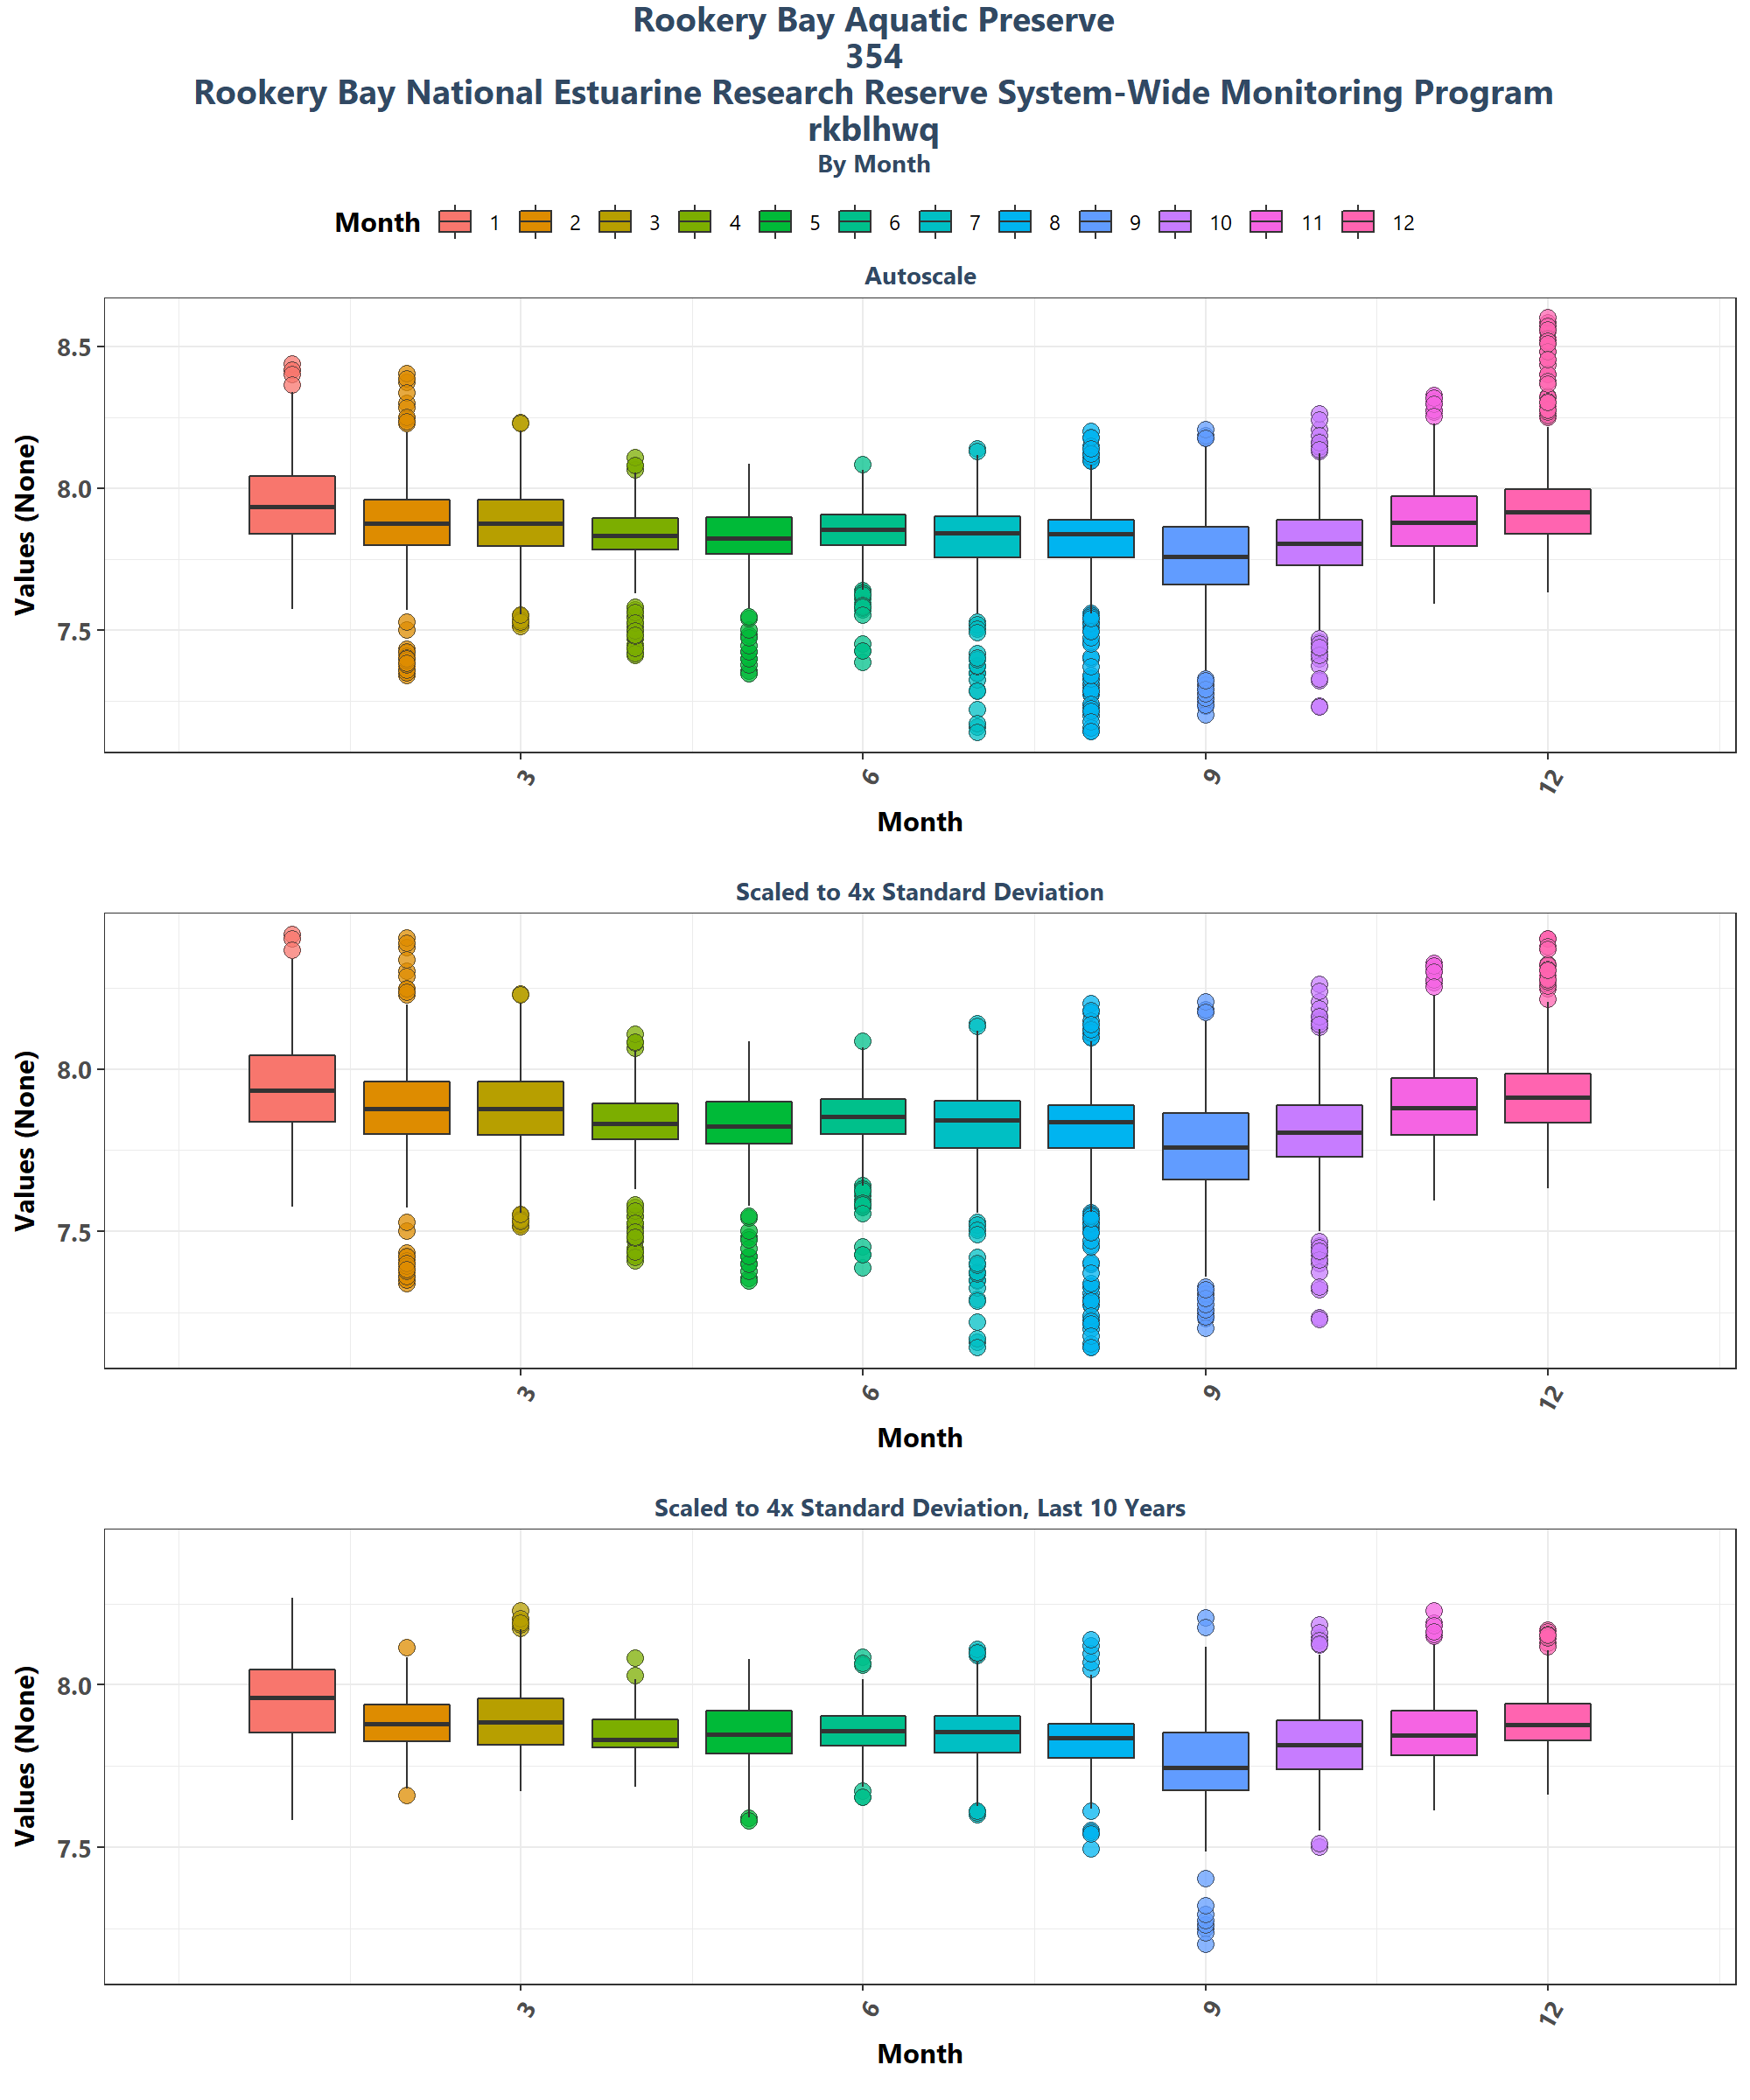 Rookery Bay Aquatic Preserve
354
Rookery Bay National Estuarine Research Reserve System-Wide Monitoring Program
rkblhwq
By Month
Month 1 2 3 4 5 6 7 8 9 10 11 12
Autoscale
Values (None)
8.5
8.0
7.5
3 6 9 12
Month
Scaled to 4x Standard Deviation
Values (None)
8.0
7.5
3 6 9 12
Month
Scaled to 4x Standard Deviation, Last 10 Years
Values (None)
8.0
7.5
3 6 9 12
Month